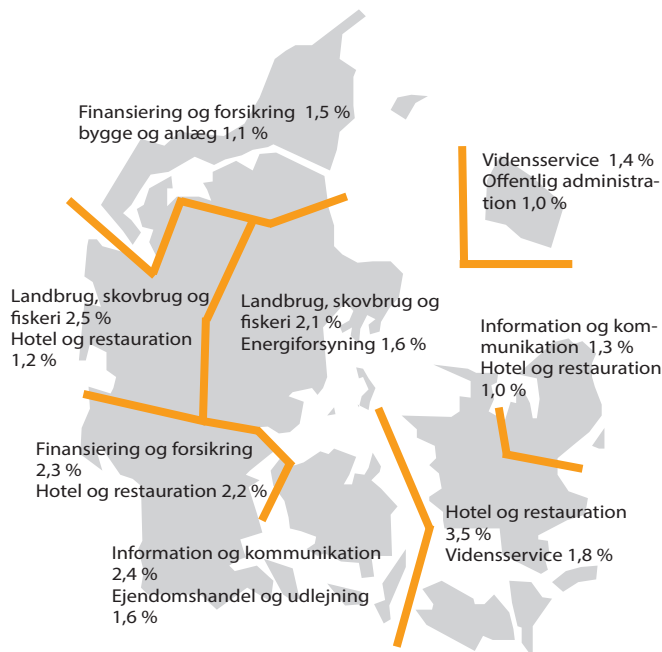 Finansiering og forsikring 1,5 %
bygge og anlæg 1,1 %
Vidensservice 1,4 %
Offentlig administra-
tion 1,0 %
Landbrug, skovbrug og
fiskeri 2,5 %
Hotel og restauration
1,2 %
Landbrug, skovbrug og
fiskeri 2,1 %
Energiforsyning 1,6 %
Information og kom-
munikation 1,3 %
Hotel og restauration
1,0 %
Finansiering og forsikring
2,3 %
Hotel og restauration 2,2 %
Hotel og restauration
3,5 %
Vidensservice 1,8 %
Information og kommunikation
2,4 %
Ejendomshandel og udlejning
1,6 %